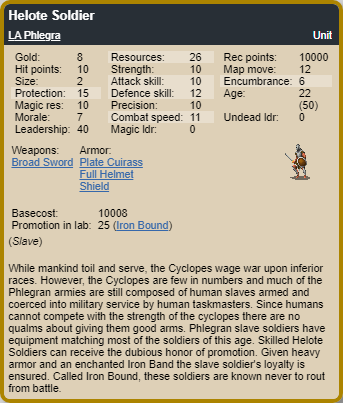 Helote Soldier
LA Phlegra Unit
Gold: 8 Resources: 26 Rec points: 10000
Hit points: 10 Strength: 10 Map move: 12
Size: 2 Attack skill: 10 Encumbrance: 6
Protection: 15 Defence skill: 12 Age: 22
Magic res: 10 Precision: 10 (50)
Morale: 7 Combat speed: 11 Undead ldr: 0
Leadership: 40 Magic ldr: 0
Weapons: Armor:
Broad Sword Plate Cuirass
Full Helmet
Shield
Basecost: 10008
Promotion in lab: 25 (Iron Bound)
(Slave)
While mankind toil and serve, the Cyclopes wage war upon inferior
races. However, the Cyclopes are few in numbers and much of the
Phlegran armies are still composed of human slaves armed and
coerced into military service by human taskmasters. Since humans
cannot compete with the strength of the cyclopes there are no
qualms about giving them good arms. Phlegran slave soldiers have
equipment matching most of the soldiers of this age. Skilled Helote
Soldiers can receive the dubious honor of promotion. Given heavy
armor and an enchanted Iron Band the slave soldier's loyalty is
ensured. Called Iron Bound, these soldiers are known never to rout
from battle.